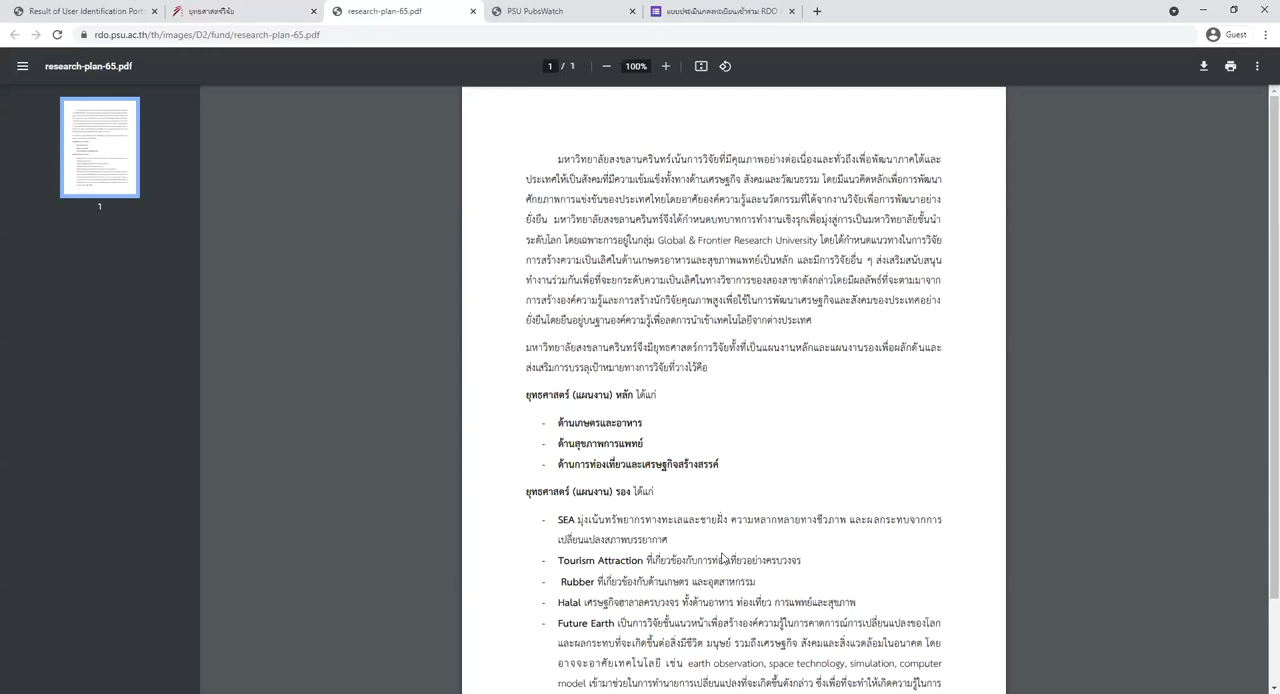 Result of User Identification Port
ยุทธศาสตร์วิจัย
research-plan-65.pdf
PSU PubsWatch
แบบประเมินกลงทะเบียนเข้าร่วม RDO
Guest
rdo.psu.ac.th/th/images/D2/fund/research-plan-65.pdf
research-plan-65.pdf
1 / 1
100%
1
มหาวิทยาลัยสงขลานครินทร์เน้นการวิจัยที่มีคุณภาพอย่างต่อเนื่องและทั่วถึงเพื่อพัฒนาภาคใต้และ
ประเทศให้เป็นสังคมที่มีความเข้มแข็งทั้งทางด้านเศรษฐกิจ สังคมและวัฒนธรรม โดยมีแนวคิดหลักเพื่อการพัฒนา
ศักยภาพการแข่งขันของประเทศไทยโดยอาศัยองค์ความรู้และนวัตกรรมที่ได้จากงานวิจัยเพื่อการพัฒนาอย่าง
ยั่งยืน มหาวิทยาลัยสงขลานครินทร์จึงได้กำหนดบทบาทการทำงานเชิงรุกเพื่อมุ่งสู่การเป็นมหาวิทยาลัยชั้นนำ
ระดับโลก โดยเฉพาะการอยู่ในกลุ่ม Global & Frontier Research University โดยได้กำหนดแนวทางในการวิจัย
การสร้างความเป็นเลิศในด้านเกษตรอาหารและสุขภาพแพทย์เป็นหลัก และมีการวิจัยอื่น ๆ ส่งเสริมสนับสนุน
ทำงานร่วมกันเพื่อที่จะยกระดับความเป็นเลิศในทางวิชาการของสองสาขาดังกล่าวโดยมีผลลัพธ์ที่จะตามมาจาก
การสร้างองค์ความรู้และการสร้างนักวิจัยคุณภาพสูงเพื่อใช้ในการพัฒนาเศรษฐกิจและสังคมของประเทศอย่าง
ยั่งยืนโดยยืนอยู่บนฐานองค์ความรู้เพื่อลดการนำเข้าเทคโนโลยีจากต่างประเทศ
มหาวิทยาลัยสงขลานครินทร์จึงมียุทธศาสตร์การวิจัยทั้งที่เป็นแผนงานหลักและแผนงานรองเพื่อผลักดันและ
ส่งเสริมการบรรลุเป้าหมายทางการวิจัยที่วางไว้คือ
ยุทธศาสตร์ (แผนงาน) หลัก ได้แก่
- ด้านเกษตรและอาหาร
- ด้านสุขภาพการแพทย์
- ด้านการท่องเที่ยวและเศรษฐกิจสร้างสรรค์
ยุทธศาสตร์ (แผนงาน) รอง ได้แก่
- SEA มุ่งเน้นทรัพยากรทางทะเลและชายฝั่ง ความหลากหลายทางชีวภาพ และผลกระทบจากการ
เปลี่ยนแปลงสภาพบรรยากาศ
- Tourism Attraction ที่เกี่ยวข้องกับการท่องเที่ยวอย่างครบวงจร
- Rubber ที่เกี่ยวข้องกับด้านเกษตร และอุตสาหกรรม
- Halal เศรษฐกิจฮาลาลครบวงจร ทั้งด้านอาหาร ท่องเที่ยว การแพทย์และสุขภาพ
- Future Earth เป็นการวิจัยชั้นแนวหน้าเพื่อสร้างองค์ความรู้ในการคาดการณ์การเปลี่ยนแปลงของโลก
และผลกระทบที่จะเกิดขึ้นต่อสิ่งมีชีวิต มนุษย์ รวมถึงเศรษฐกิจ สังคมและสิ่งแวดล้อมในอนาคต โดย
อาจจะอาศัยเทคโนโลยี เช่น earth observation, space technology, simulation, computer
model เข้ามาช่วยในการทำนายการเปลี่ยนแปลงที่จะเกิดขึ้นดังกล่าว ซึ่งเพื่อที่จะทำให้เกิดความรู้ในการ